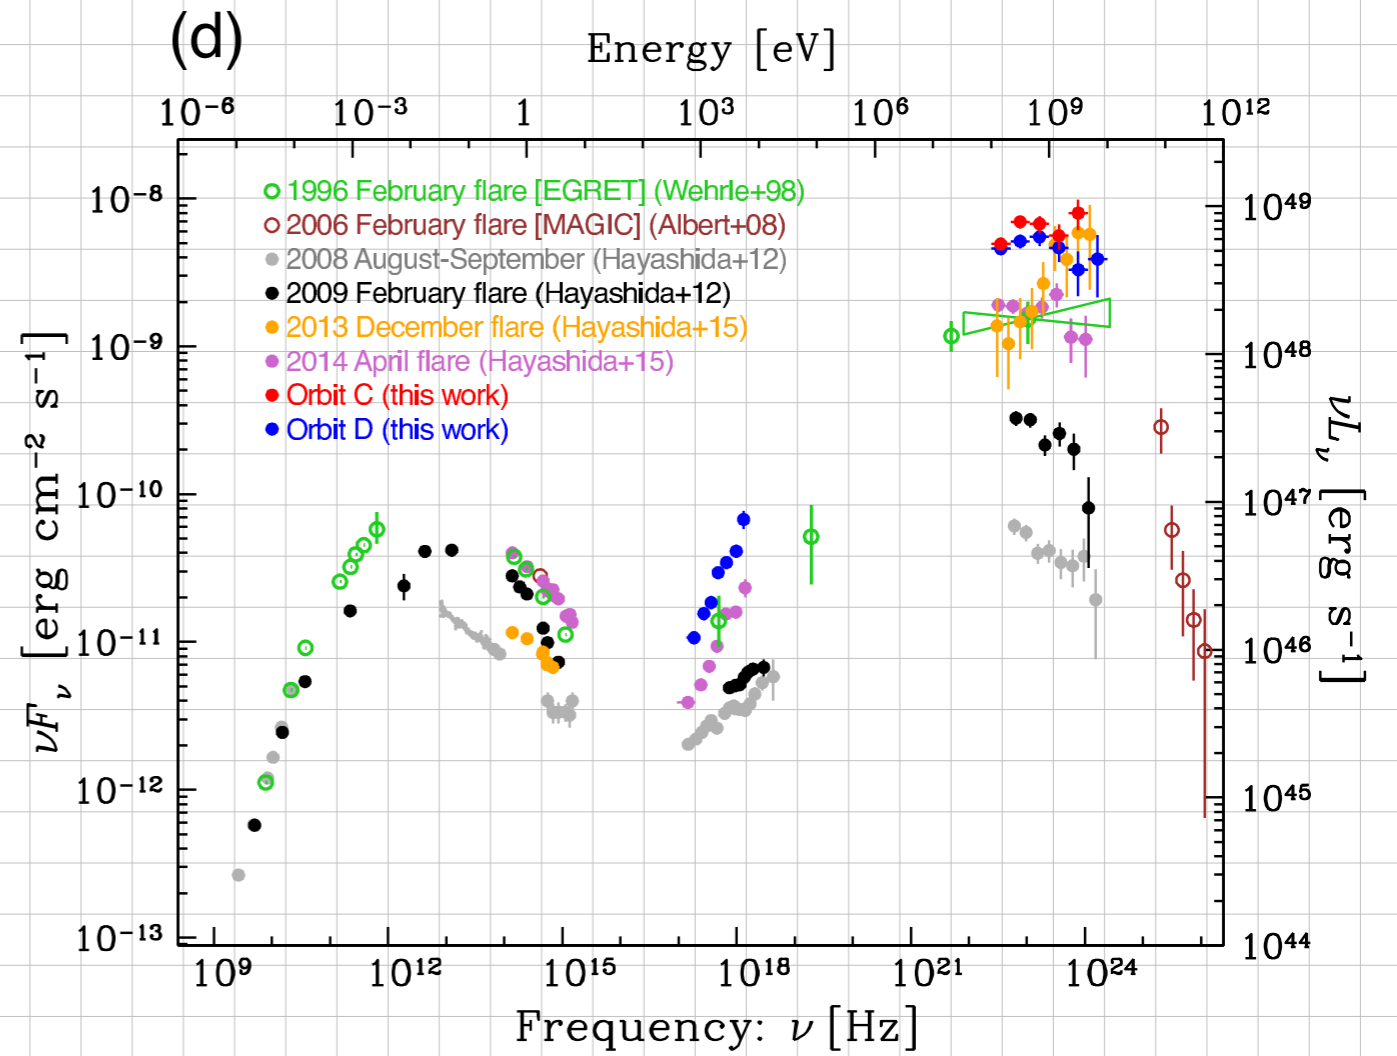 (d)
Energy [eV]
10⁻⁶ 10⁻³ 1 10³ 10⁶ 10⁹ 10¹²
1996 February flare [EGRET] (Wehrle+98)
2006 February flare [MAGIC] (Albert+08)
2008 August-September (Hayashida+12)
2009 February flare (Hayashida+12)
2013 December flare (Hayashida+15)
2014 April flare (Hayashida+15)
Orbit C (this work)
Orbit D (this work)
νFν [erg cm⁻² s⁻¹]
10⁻⁸
10⁻⁹
10⁻¹⁰
10⁻¹¹
10⁻¹²
10⁻¹³
10⁴⁹
10⁴⁸
10⁴⁷
10⁴⁶
10⁴⁵
10⁴⁴
νLν [erg s⁻¹]
10⁹ 10¹² 10¹⁵ 10¹⁸ 10²¹ 10²⁴
Frequency: ν [Hz]